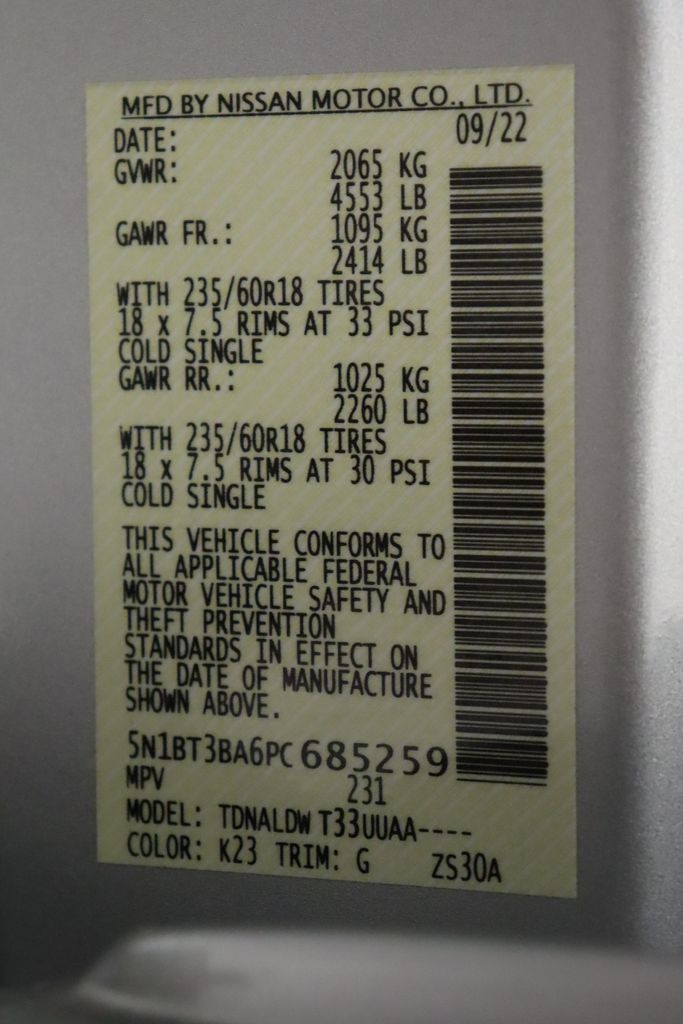 MFD BY NISSAN MOTOR CO., LTD.
DATE: 09/22
GVWR: 2065 KG
4553 LB
GAWR FR.: 1095 KG
2414 LB
WITH 235/60R18 TIRES
18 x 7.5 RIMS AT 33 PSI
COLD SINGLE
GAWR RR.: 1025 KG
2260 LB
WITH 235/60R18 TIRES
18 x 7.5 RIMS AT 30 PSI
COLD SINGLE
THIS VEHICLE CONFORMS TO
ALL APPLICABLE FEDERAL
MOTOR VEHICLE SAFETY AND
THEFT PREVENTION
STANDARDS IN EFFECT ON
THE DATE OF MANUFACTURE
SHOWN ABOVE.
5N1BT3BA6PC685259
MPV 231
MODEL: TDNALDWT33UUAA----
COLOR: K23 TRIM: G ZS30A